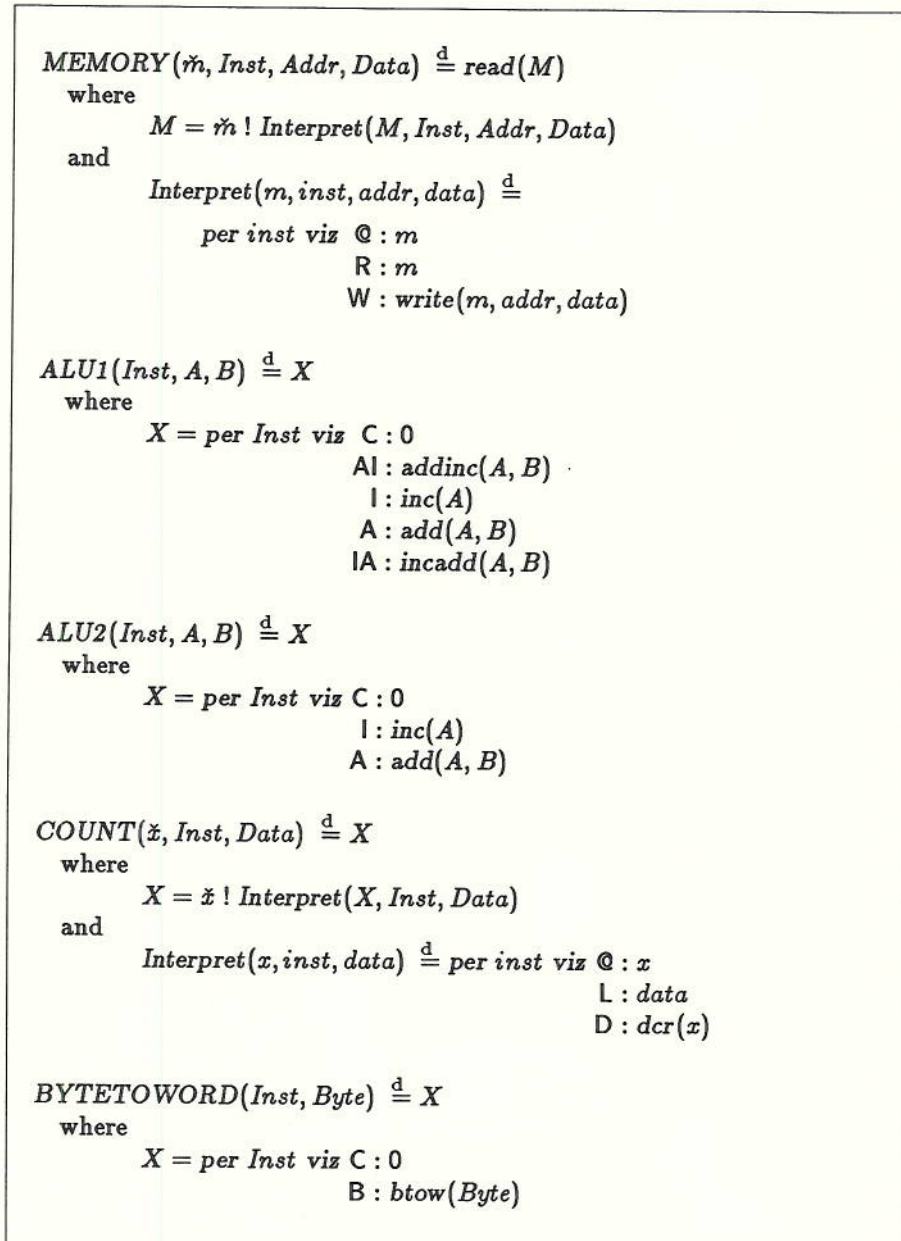 MEMORY(m̌, Inst, Addr, Data) ≝ read(M)
where
M = m̌ ! Interpret(M, Inst, Addr, Data)
and
Interpret(m, inst, addr, data) ≝
per inst viz @ : m
R : m
W : write(m, addr, data)
ALU1(Inst, A, B) ≝ X
where
X = per Inst viz C : 0
AI : addinc(A, B)
I : inc(A)
A : add(A, B)
IA : incadd(A, B)
ALU2(Inst, A, B) ≝ X
where
X = per Inst viz C : 0
I : inc(A)
A : add(A, B)
COUNT(x̌, Inst, Data) ≝ X
where
X = x̌ ! Interpret(X, Inst, Data)
and
Interpret(x, inst, data) ≝ per inst viz @ : x
L : data
D : dcr(x)
BYTETOWORD(Inst, Byte) ≝ X
where
X = per Inst viz C : 0
B : btow(Byte)